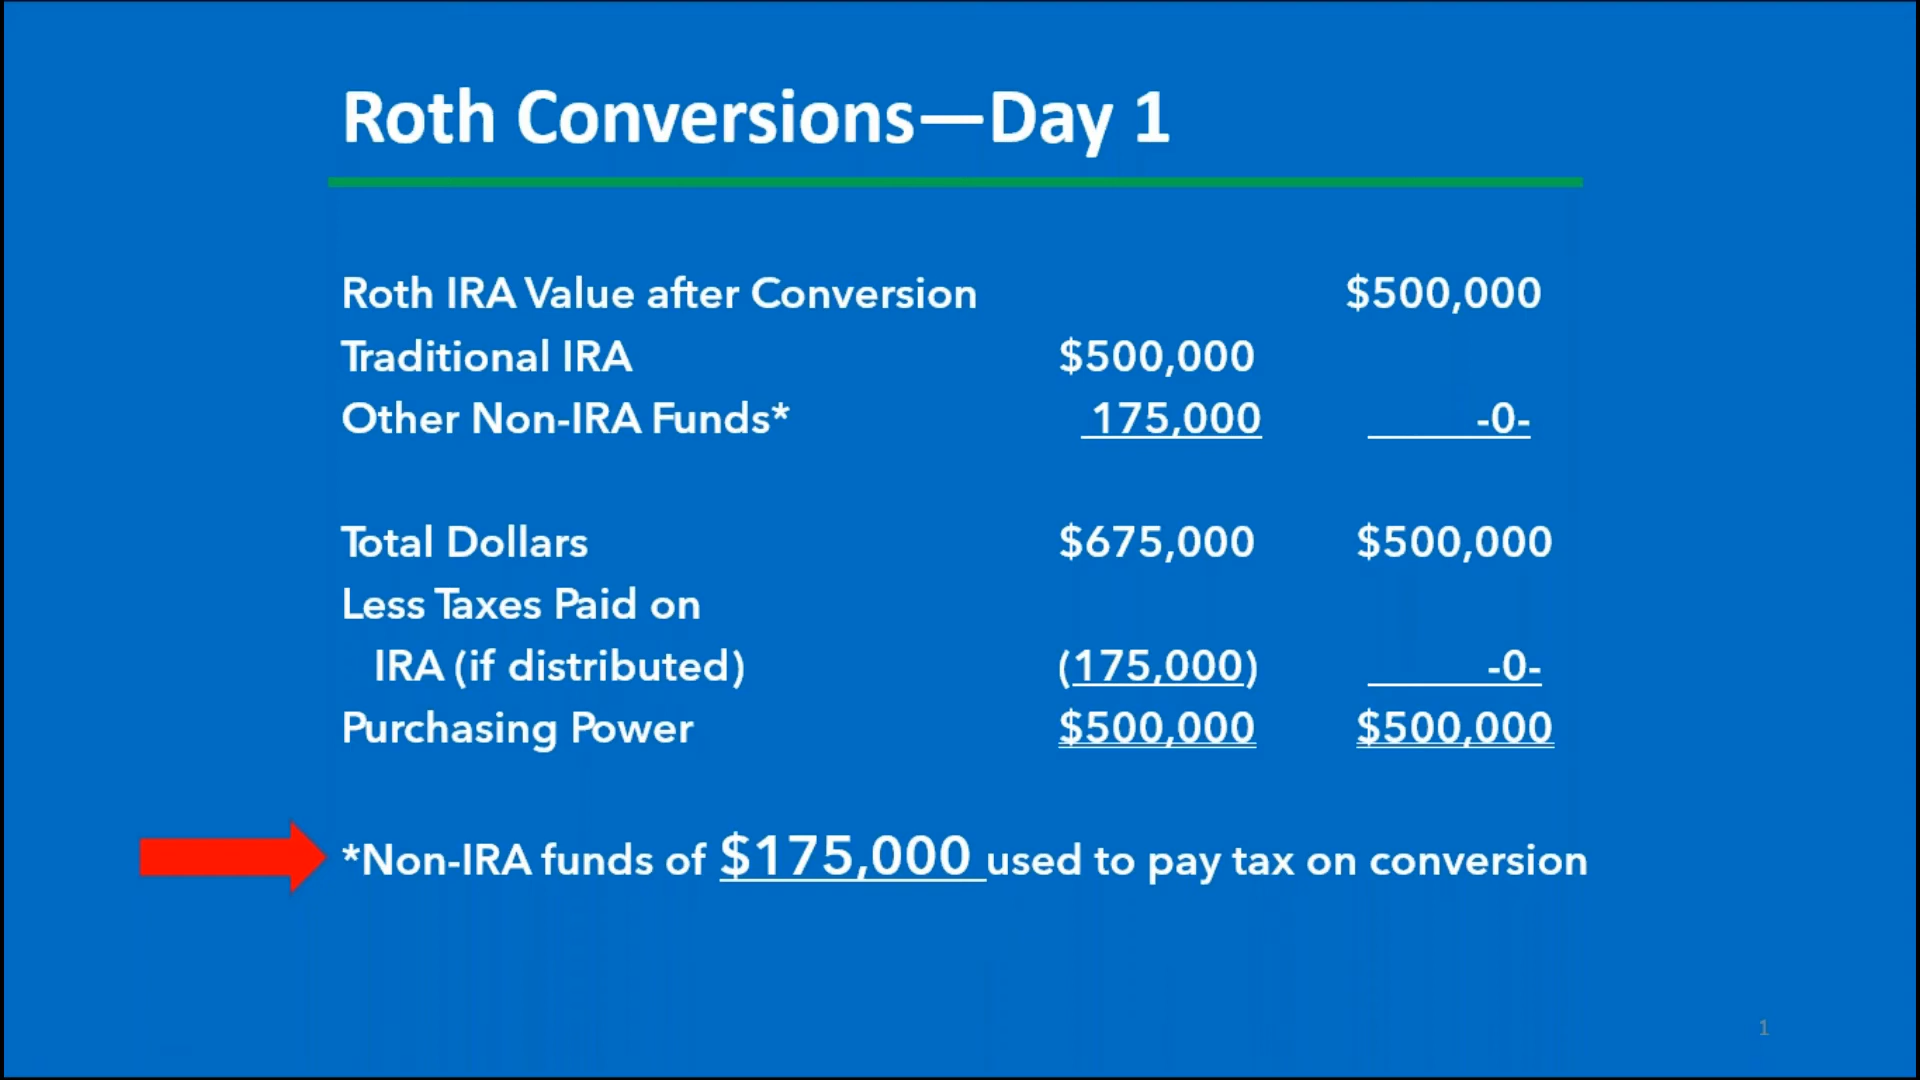 Roth Conversions—Day 1
Roth IRA Value after Conversion $500,000
Traditional IRA $500,000
Other Non-IRA Funds* 175,000 -0-
Total Dollars $675,000 $500,000
Less Taxes Paid on
IRA (if distributed) (175,000) -0-
Purchasing Power $500,000 $500,000
*Non-IRA funds of $175,000 used to pay tax on conversion
1